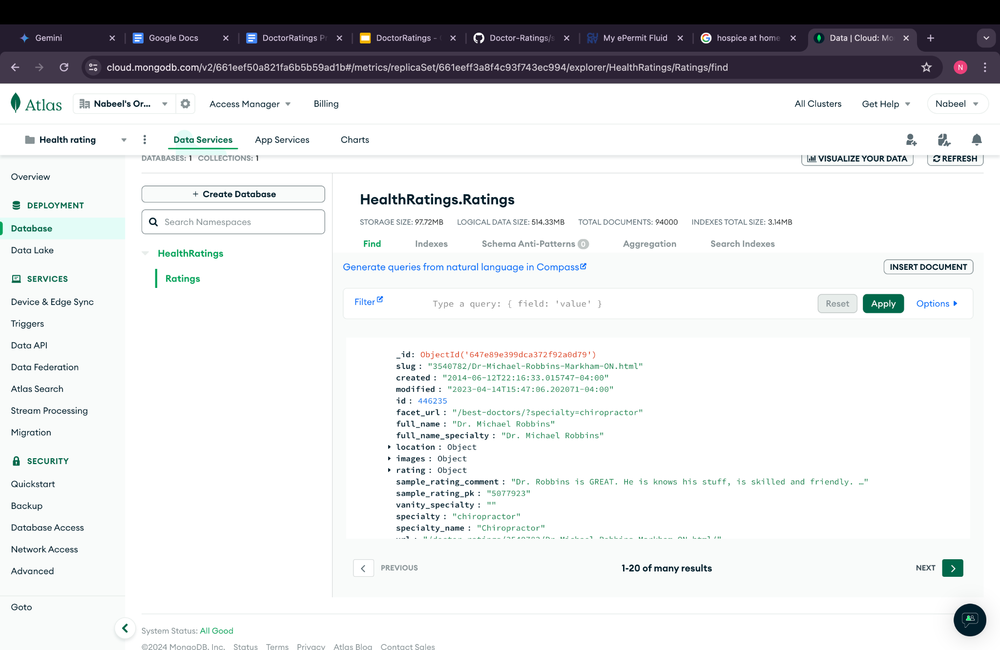 Gemini
Google Docs
DoctorRatings Pr
DoctorRatings -
Doctor-Ratings/s
My ePermit Fluid
hospice at home
Data | Cloud: Mo
cloud.mongodb.com/v2/661eef50a821fa6b5b59ad1b#/metrics/replicaSet/661eeff3a8f4c93f743ec994/explorer/HealthRatings/Ratings/find
N
Atlas
Nabeel's Or...
Access Manager
Billing
All Clusters
Get Help
Nabeel
Health rating
Data Services
App Services
Charts
DATABASES: 1 COLLECTIONS: 1
VISUALIZE YOUR DATA
REFRESH
Overview
DEPLOYMENT
Database
Data Lake
SERVICES
Device & Edge Sync
Triggers
Data API
Data Federation
Atlas Search
Stream Processing
Migration
SECURITY
Quickstart
Backup
Database Access
Network Access
Advanced
Goto
+ Create Database
Search Namespaces
HealthRatings
Ratings
HealthRatings.Ratings
STORAGE SIZE: 97.72MB LOGICAL DATA SIZE: 514.33MB TOTAL DOCUMENTS: 94000 INDEXES TOTAL SIZE: 3.14MB
Find
Indexes
Schema Anti-Patterns 0
Aggregation
Search Indexes
Generate queries from natural language in Compass
INSERT DOCUMENT
Filter
Type a query: { field: 'value' }
Reset
Apply
Options
_id: ObjectId('647e89e399dca372f92a0d79')
slug : "3540782/Dr-Michael-Robbins-Markham-ON.html"
created : "2014-06-12T22:16:33.015747-04:00"
modified : "2023-04-14T15:47:06.202071-04:00"
id : 446235
facet_url : "/best-doctors/?specialty=chiropractor"
full_name : "Dr. Michael Robbins"
full_name_specialty : "Dr. Michael Robbins"
location : Object
images : Object
rating : Object
sample_rating_comment : "Dr. Robbins is GREAT. He is knows his stuff, is skilled and friendly. …"
sample_rating_pk : "5077923"
vanity_specialty : ""
specialty : "chiropractor"
specialty_name : "Chiropractor"
url : "/doctor-ratings/3540782/Dr-Michael-Robbins-Markham-ON.html/"
PREVIOUS
1-20 of many results
NEXT
System Status: All Good
©2024 MongoDB, Inc. Status Terms Privacy Atlas Blog Contact Sales